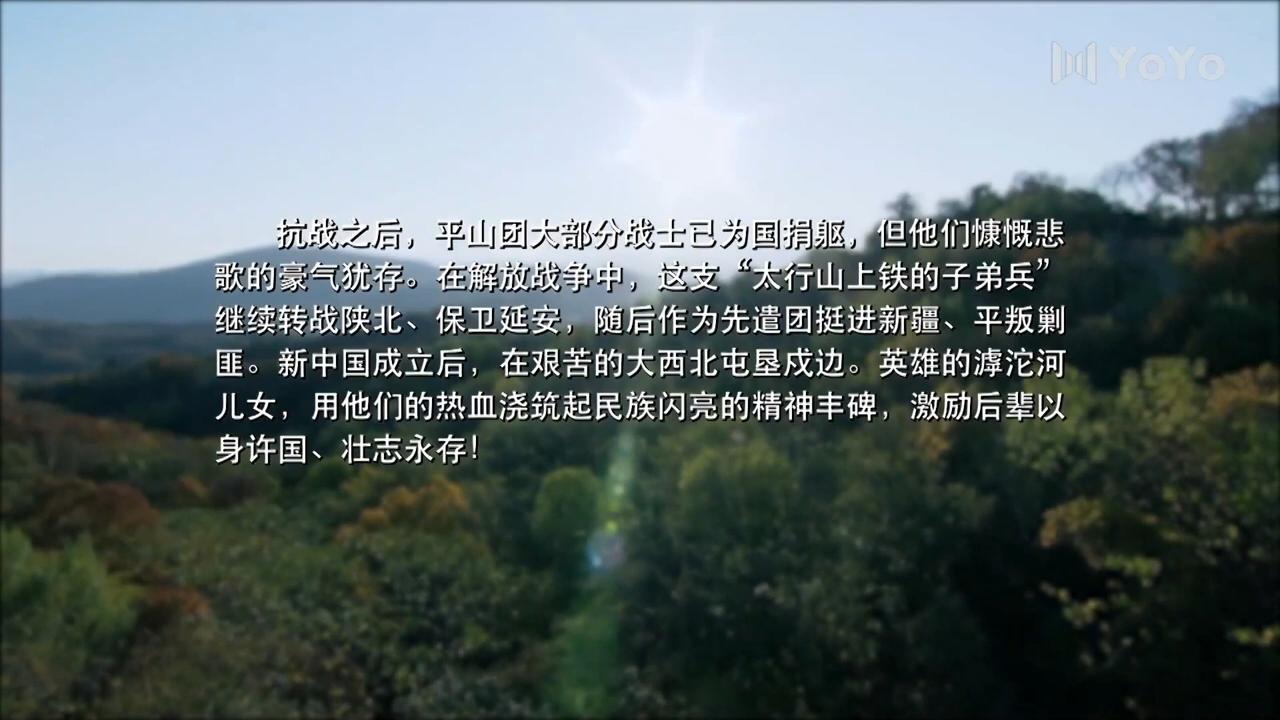 YoYo
抗战之后，平山团大部分战士已为国捐躯，但他们慷慨悲
歌的豪气犹存。在解放战争中，这支“太行山上铁的子弟兵”
继续转战陕北、保卫延安，随后作为先遣团挺进新疆、平叛剿
匪。新中国成立后，在艰苦的大西北屯垦戍边。英雄的滹沱河
儿女，用他们的热血浇筑起民族闪亮的精神丰碑，激励后辈以
身许国、壮志永存！